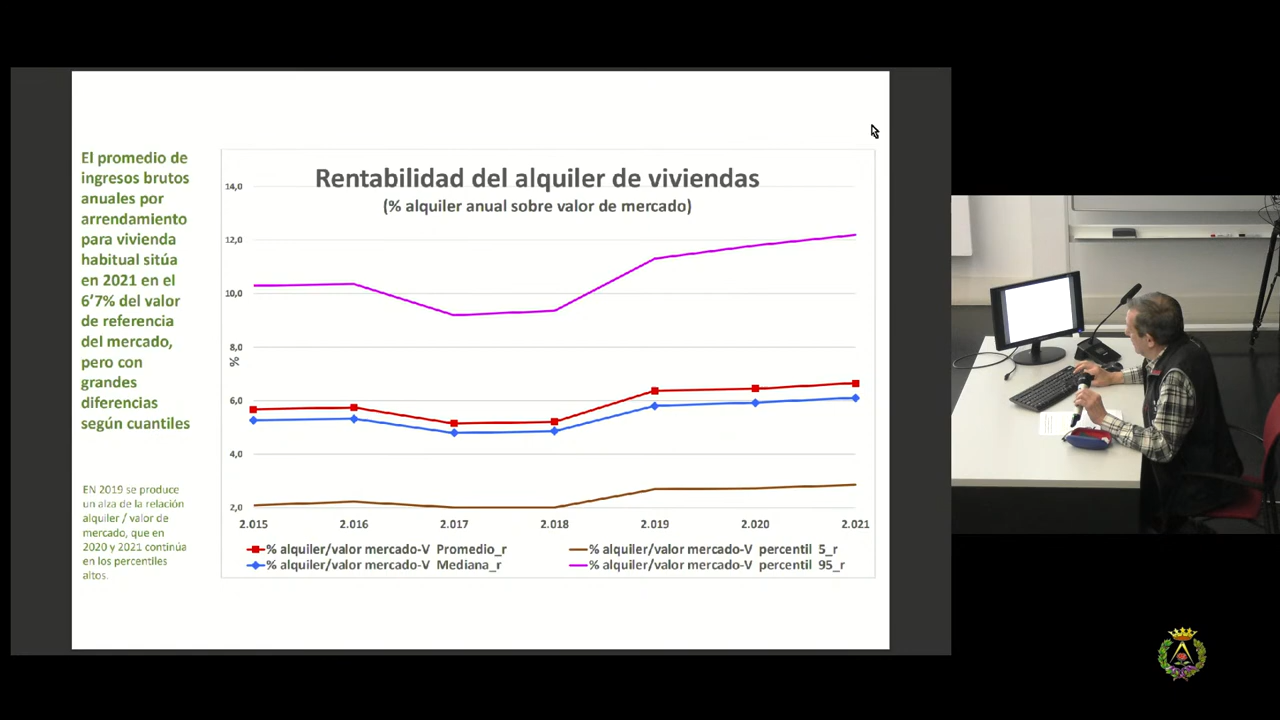 El promedio de
ingresos brutos
anuales por
arrendamiento
para vivienda
habitual sitúa
en 2021 en el
6'7% del valor
de referencia
del mercado,
pero con
grandes
diferencias
según cuantiles
EN 2019 se produce
un alza de la relación
alquiler / valor de
mercado, que en
2020 y 2021 continúa
en los percentiles
altos.
Rentabilidad del alquiler de viviendas
(% alquiler anual sobre valor de mercado)
14,0
12,0
10,0
8,0
%
6,0
4,0
2,0
2.015 2.016 2.017 2.018 2.019 2.020 2.021
% alquiler/valor mercado-V Promedio_r
% alquiler/valor mercado-V percentil 5_r
% alquiler/valor mercado-V Mediana_r
% alquiler/valor mercado-V percentil 95_r